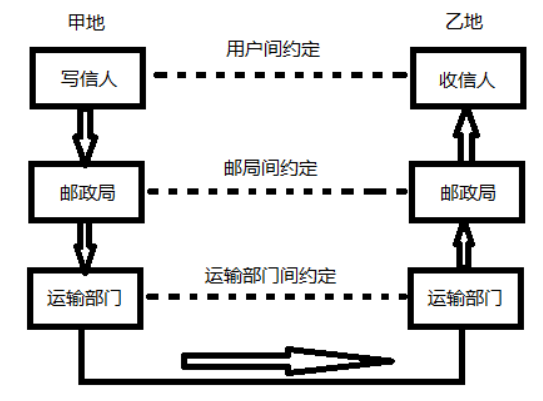 甲地
乙地
用户间约定
写信人
收信人
邮局间约定
邮政局
邮政局
运输部门间约定
运输部门
运输部门